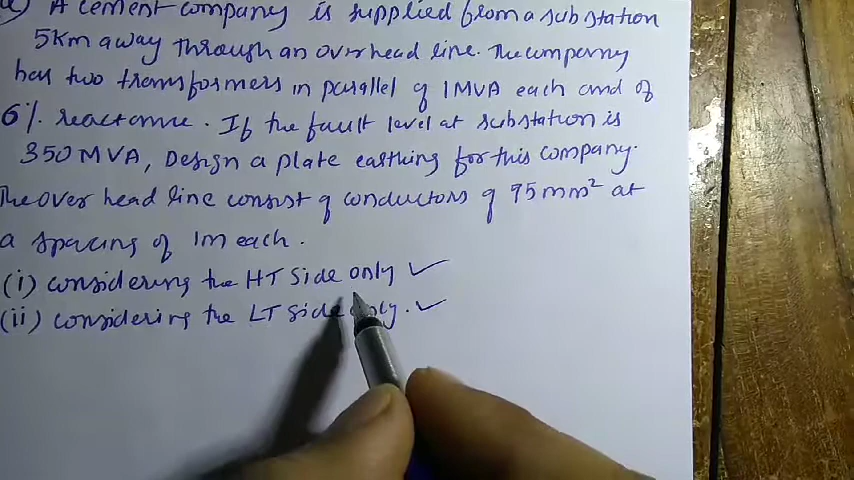 A cement company is supplied from a substation
5km away through an overhead line. The company
has two transformers in parallel of 1MVA each and of
6%. reactance. If the fault level at substation is
350 MVA, Design a plate earthing for this company.
The over head line consist of conductors of 95mm² at
a spacing of 1m each.
(i) considering the HT side only ✓
(ii) considering the LT side only. ✓